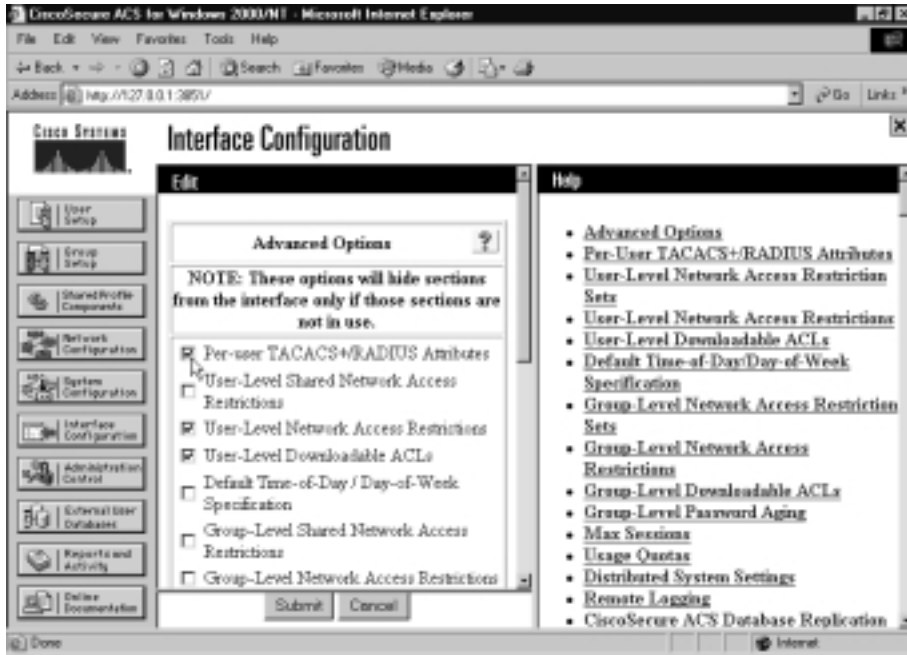 CiscoSecure ACS for Windows 2000/NT - Microsoft Internet Explorer
File Edit View Favorites Tools Help
Back Search Favorites Media
Address http://127.0.0.1:3851/ Go Links
CISCO SYSTEMS
Interface Configuration
User
Setup
Group
Setup
Shared Profile
Components
Network
Configuration
System
Configuration
Interface
Configuration
Administration
Control
External User
Databases
Reports and
Activity
Online
Documentation
Edit
Advanced Options ?
NOTE: These options will hide sections
from the interface only if those sections are
not in use.
Per-user TACACS+/RADIUS Attributes
User-Level Shared Network Access
Restrictions
User-Level Network Access Restrictions
User-Level Downloadable ACLs
Default Time-of-Day / Day-of-Week
Specification
Group-Level Shared Network Access
Restrictions
Group-Level Network Access Restrictions
Submit Cancel
Help
Advanced Options
Per-User TACACS+/RADIUS Attributes
User-Level Network Access Restriction
Sets
User-Level Network Access Restrictions
User-Level Downloadable ACLs
Default Time-of-Day/Day-of-Week
Specification
Group-Level Network Access Restriction
Sets
Group-Level Network Access
Restrictions
Group-Level Downloadable ACLs
Group-Level Password Aging
Max Sessions
Usage Quotas
Distributed System Settings
Remote Logging
CiscoSecure ACS Database Replication
Done Internet